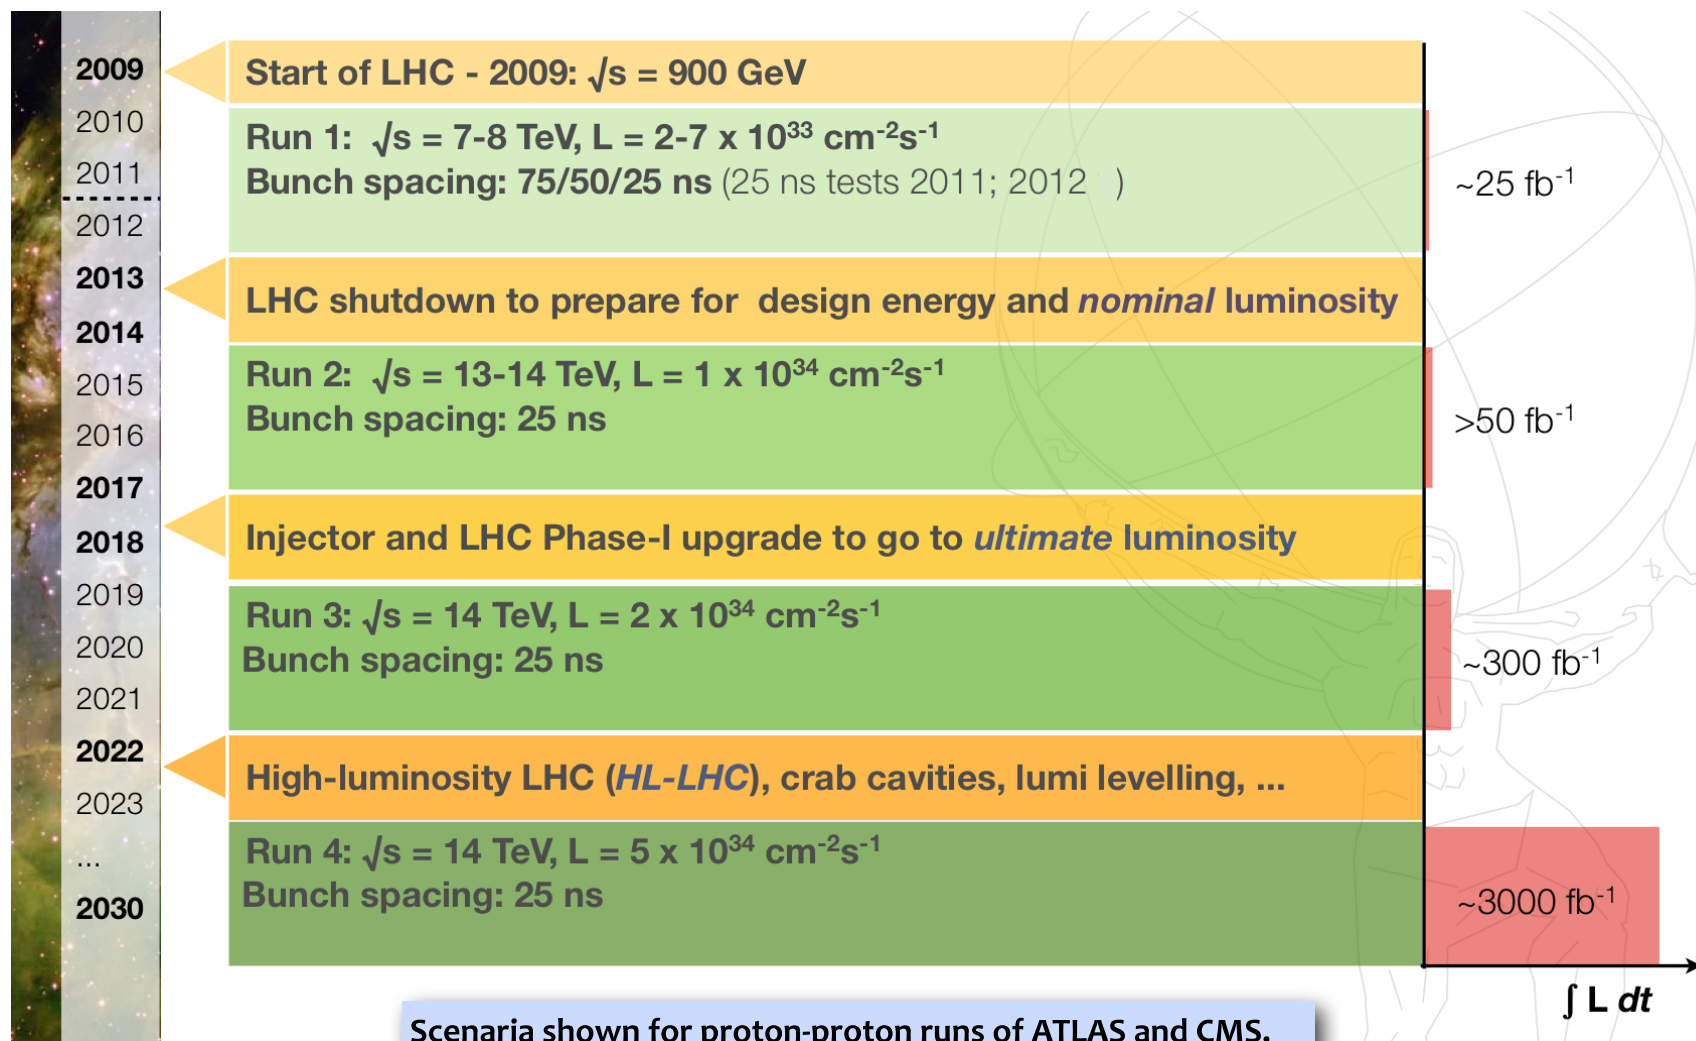 2009
2010
2011
2012
2013
2014
2015
2016
2017
2018
2019
2020
2021
2022
2023
...
2030
Start of LHC - 2009: √s = 900 GeV
Run 1: √s = 7-8 TeV, L = 2-7 x 10³³ cm⁻²s⁻¹
Bunch spacing: 75/50/25 ns (25 ns tests 2011; 2012 )
~25 fb⁻¹
LHC shutdown to prepare for design energy and nominal luminosity
Run 2: √s = 13-14 TeV, L = 1 x 10³⁴ cm⁻²s⁻¹
Bunch spacing: 25 ns
>50 fb⁻¹
Injector and LHC Phase-I upgrade to go to ultimate luminosity
Run 3: √s = 14 TeV, L = 2 x 10³⁴ cm⁻²s⁻¹
Bunch spacing: 25 ns
~300 fb⁻¹
High-luminosity LHC (HL-LHC), crab cavities, lumi levelling, ...
Run 4: √s = 14 TeV, L = 5 x 10³⁴ cm⁻²s⁻¹
Bunch spacing: 25 ns
~3000 fb⁻¹
∫ L dt
Scenaria shown for proton-proton runs of ATLAS and CMS.